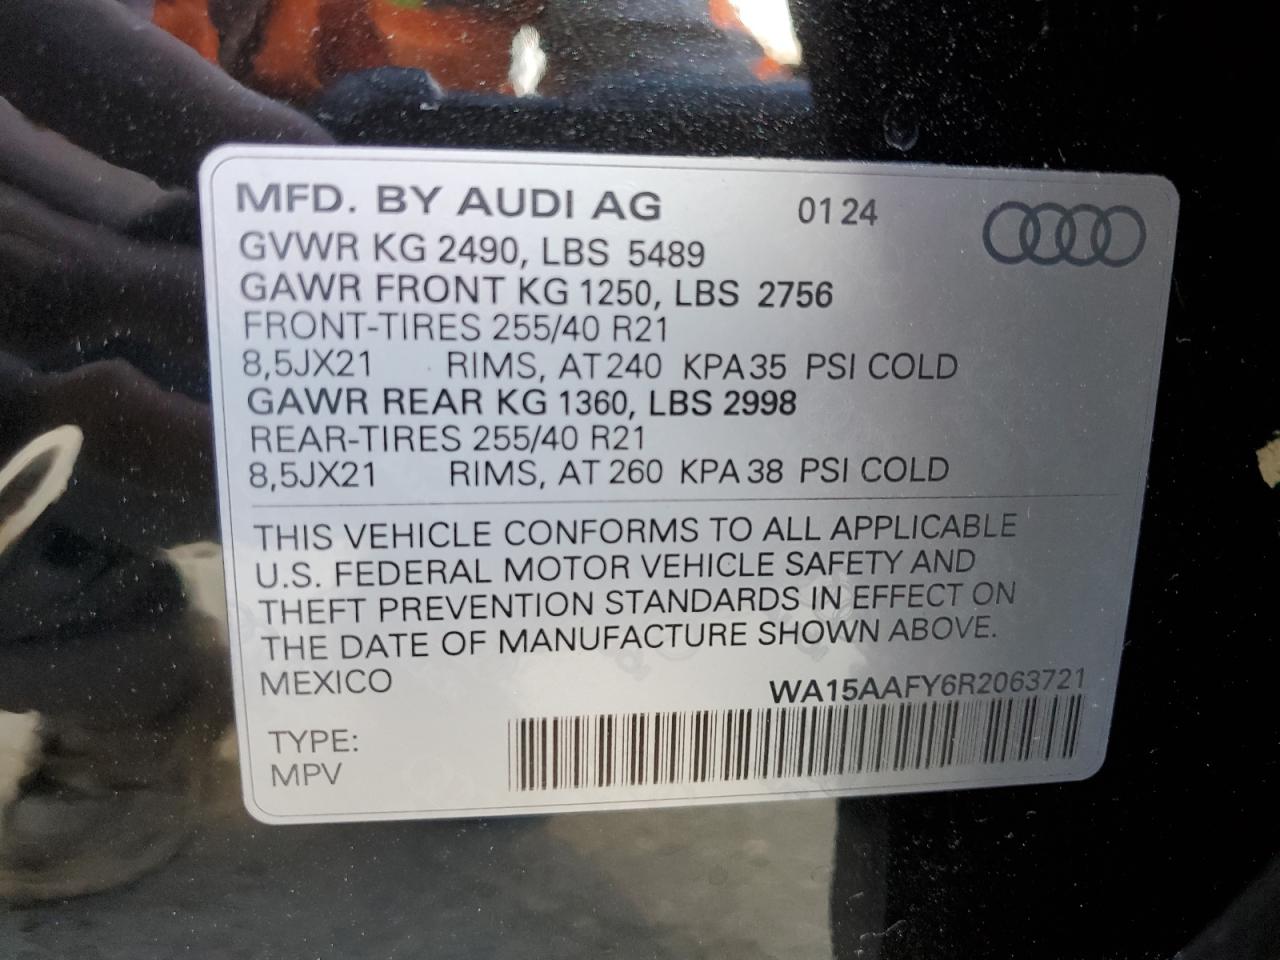 MFD. BY AUDI AG 01 24
GVWR KG 2490, LBS 5489
GAWR FRONT KG 1250, LBS 2756
FRONT-TIRES 255/40 R21
8,5JX21 RIMS, AT 240 KPA 35 PSI COLD
GAWR REAR KG 1360, LBS 2998
REAR-TIRES 255/40 R21
8,5JX21 RIMS, AT 260 KPA 38 PSI COLD
THIS VEHICLE CONFORMS TO ALL APPLICABLE
U.S. FEDERAL MOTOR VEHICLE SAFETY AND
THEFT PREVENTION STANDARDS IN EFFECT ON
THE DATE OF MANUFACTURE SHOWN ABOVE.
MEXICO WA15AAFY6R2063721
TYPE:
MPV